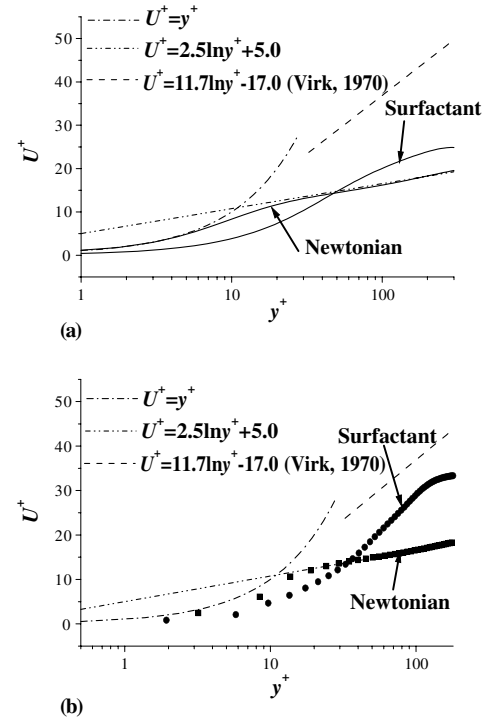 U⁺=y⁺
U⁺=2.5lny⁺+5.0
U⁺=11.7lny⁺-17.0 (Virk, 1970)
50
40
30
20
10
0
U⁺
Surfactant
Newtonian
1
10
100
y⁺
(a)
U⁺=y⁺
U⁺=2.5lny⁺+5.0
U⁺=11.7lny⁺-17.0 (Virk, 1970)
50
40
30
20
10
0
U⁺
Surfactant
Newtonian
1
10
100
y⁺
(b)